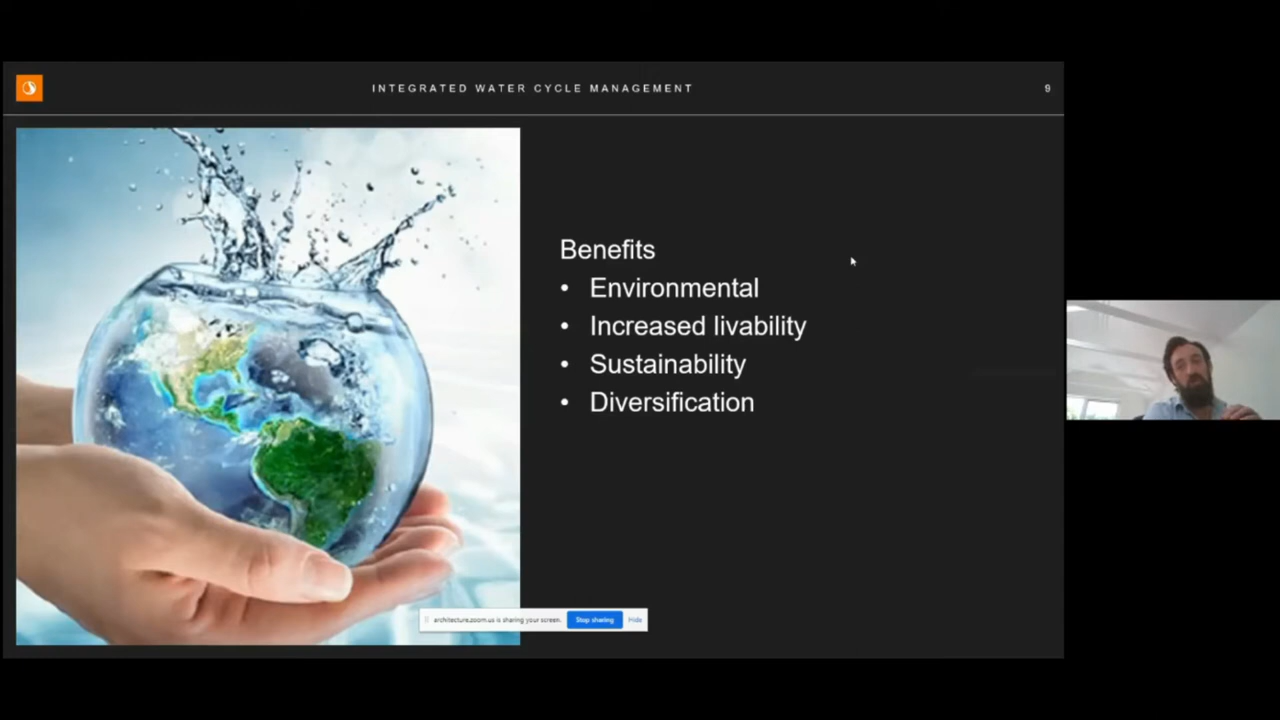 INTEGRATED WATER CYCLE MANAGEMENT
9
Benefits
• Environmental
• Increased livability
• Sustainability
• Diversification
architecture.zoom.us is sharing your screen.
Stop sharing
Hide